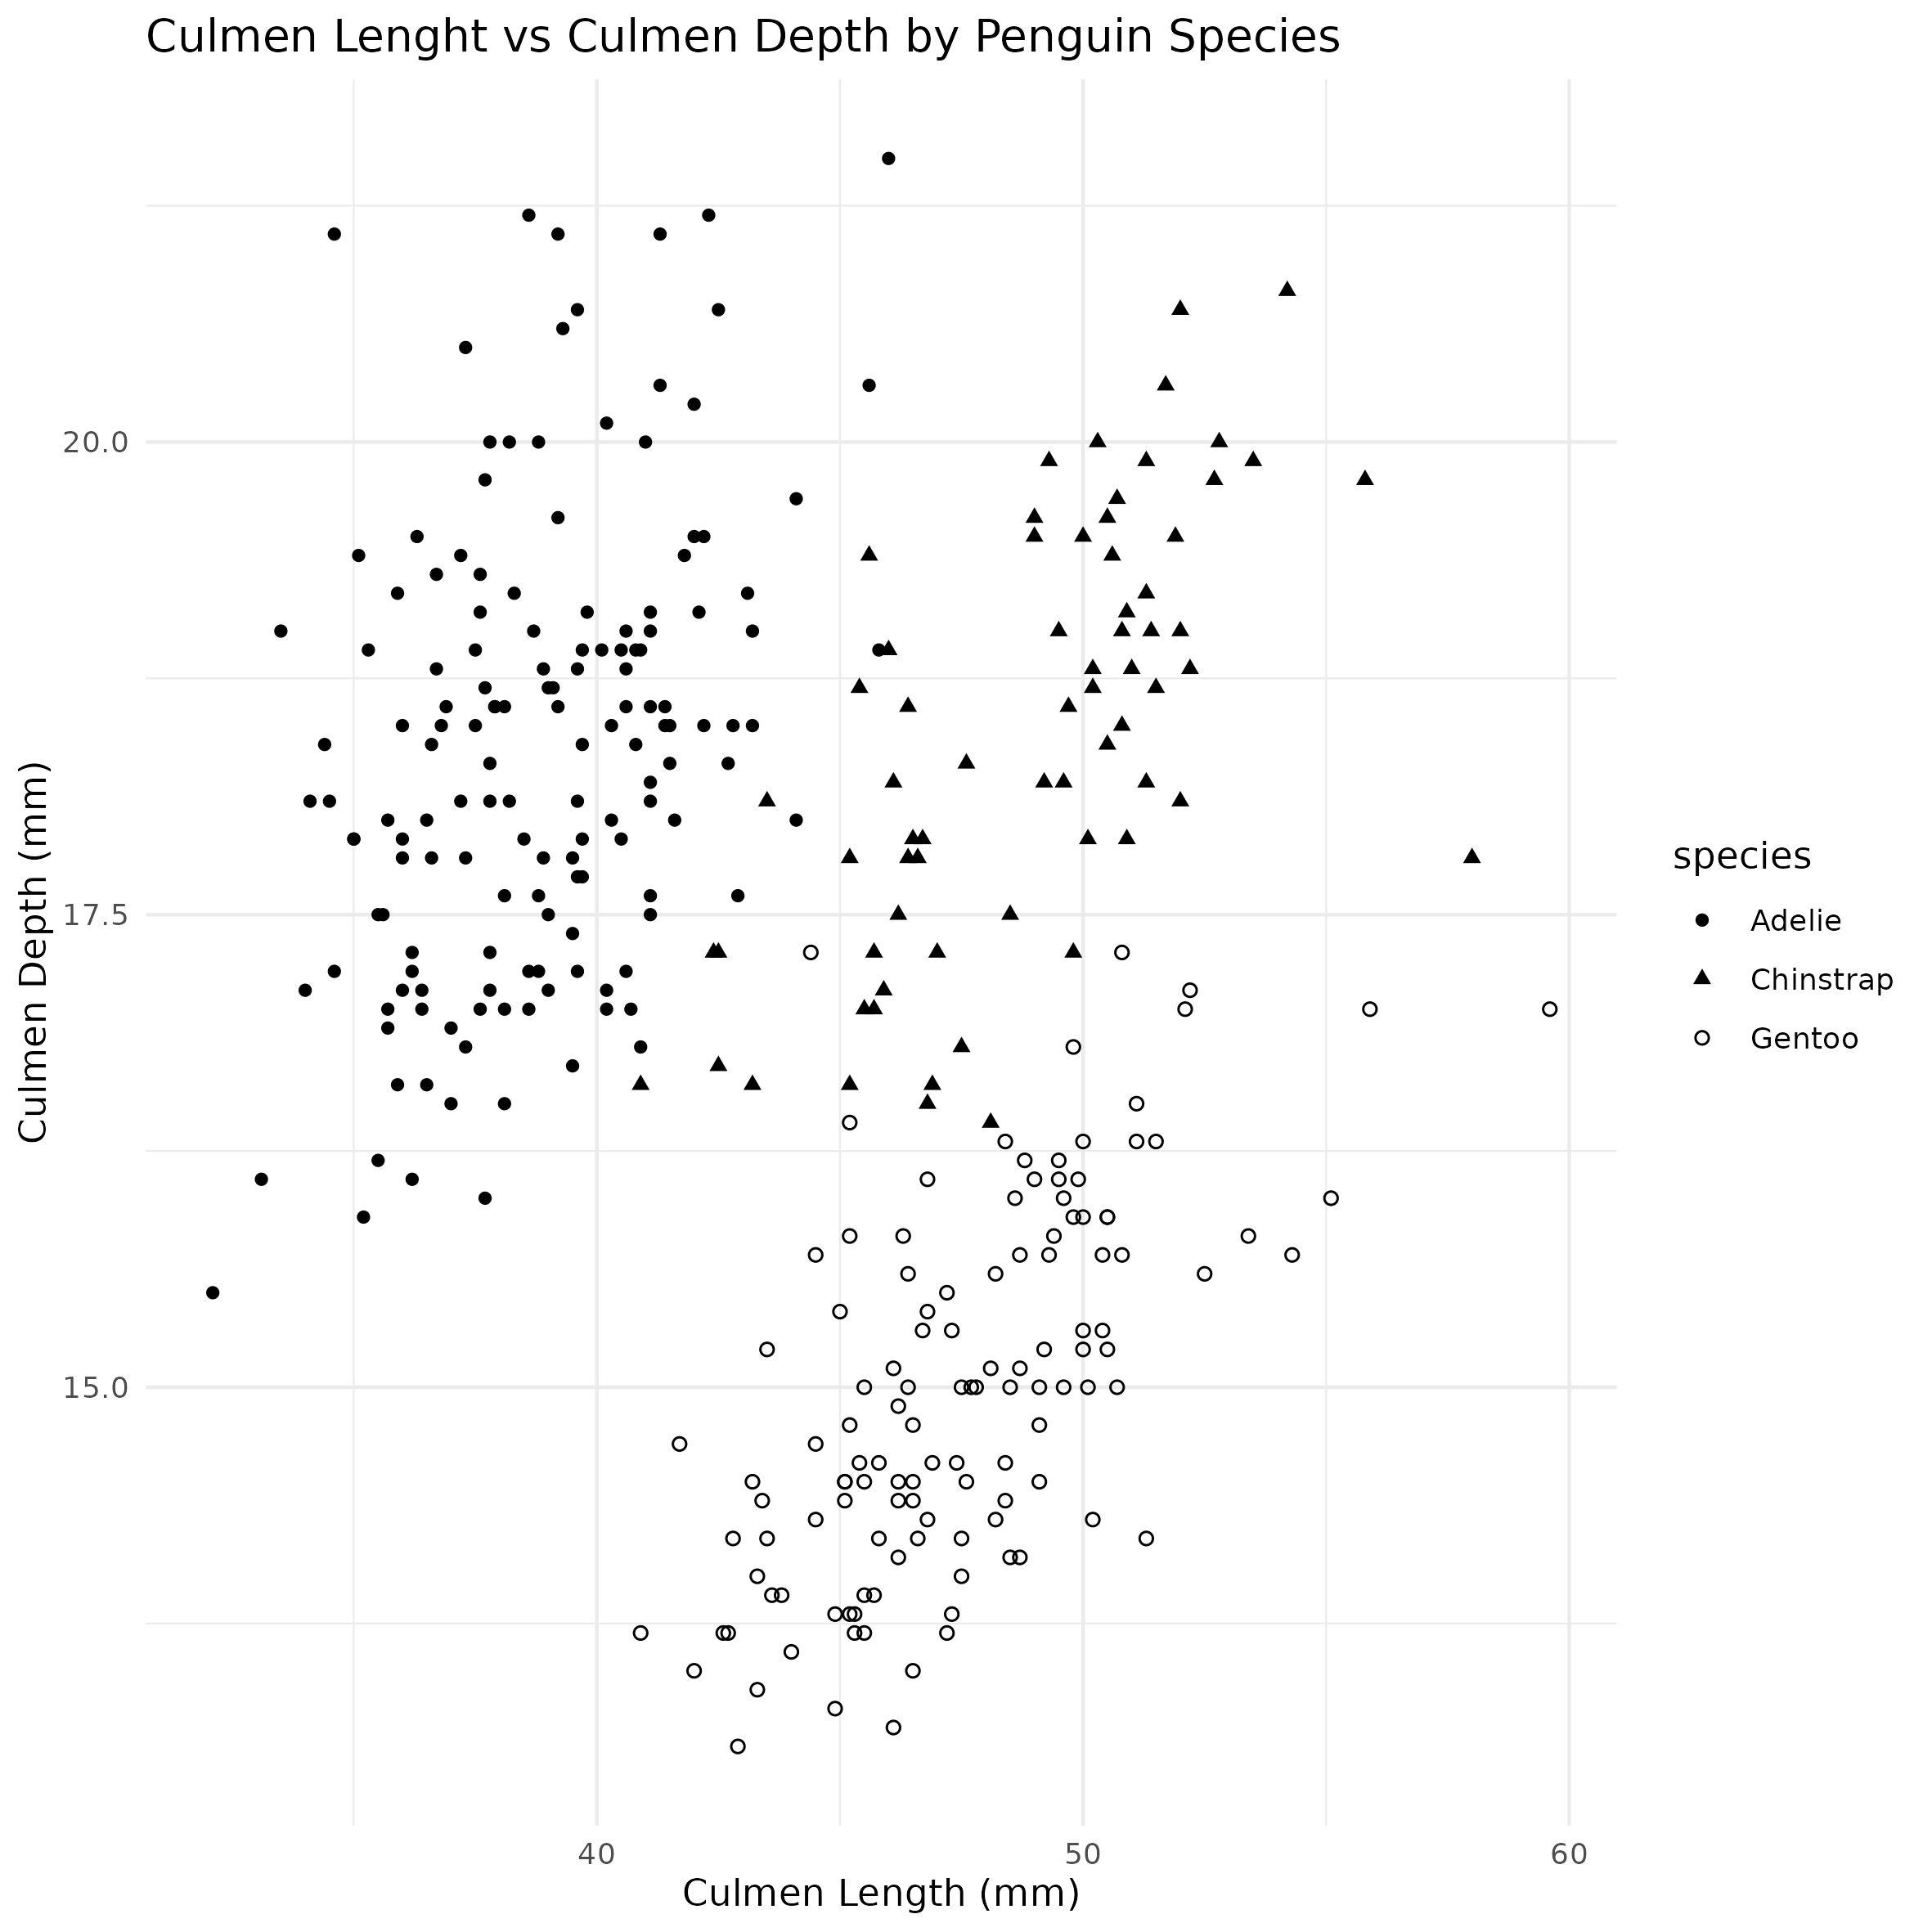 Culmen Lenght vs Culmen Depth by Penguin Species
Culmen Depth (mm)
20.0
17.5
15.0
40 50 60
Culmen Length (mm)
species
Adelie
Chinstrap
Gentoo